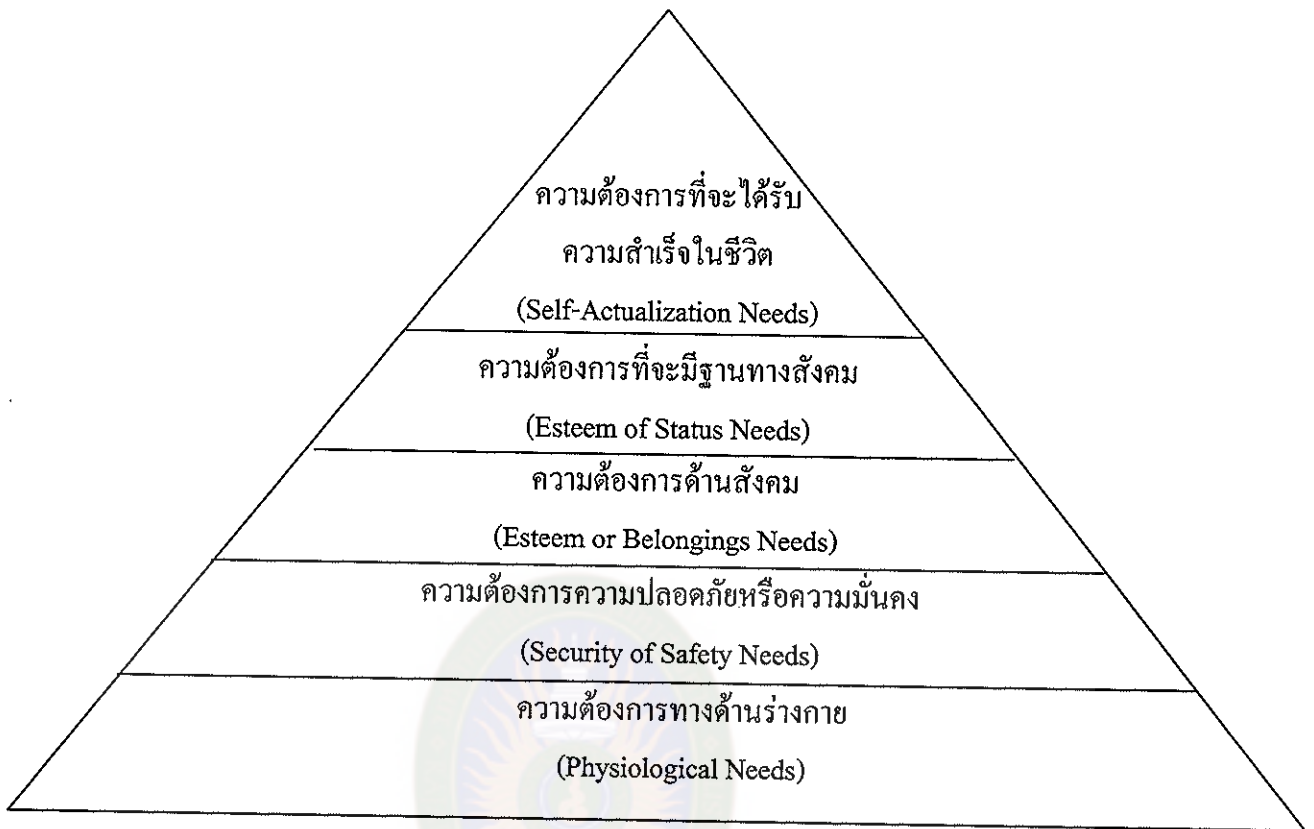 ความต้องการที่จะได้รับ
ความสำเร็จในชีวิต
(Self-Actualization Needs)
ความต้องการที่จะมีฐานทางสังคม
(Esteem of Status Needs)
ความต้องการด้านสังคม
(Esteem or Belongings Needs)
ความต้องการความปลอดภัยหรือความมั่นคง
(Security of Safety Needs)
ความต้องการทางด้านร่างกาย
(Physiological Needs)